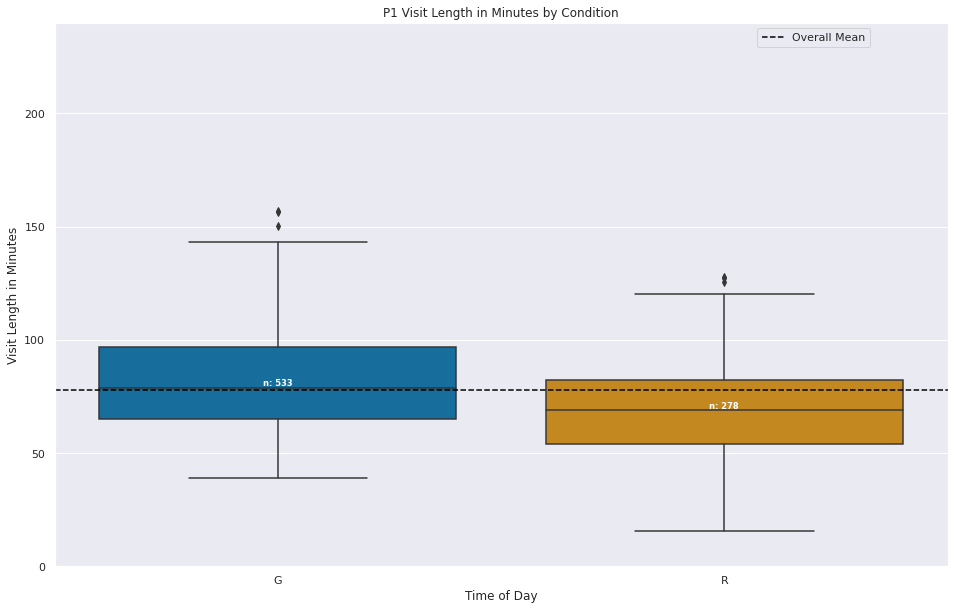 P1 Visit Length in Minutes by Condition
Overall Mean
Visit Length in Minutes
200
150
100
50
0
n: 533
n: 278
G
R
Time of Day